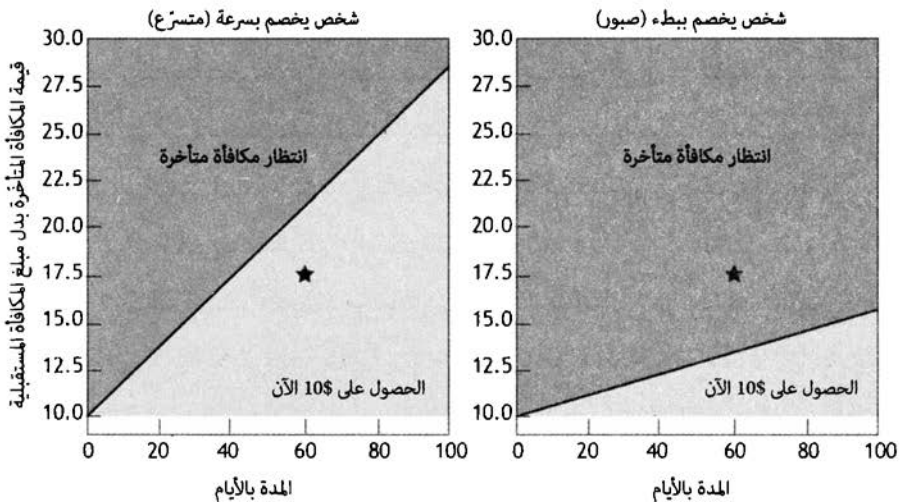 شخص يخصم بسرعة (متسرّع)
قيمة المكافأة المتأخرة بدل مبلغ المكافأة المستقبلية
30.0
27.5
25.0
22.5
20.0
17.5
15.0
12.5
10.0
انتظار مكافأة متأخرة
الحصول على $10 الآن
0 20 40 60 80 100
المدة بالأيام
شخص يخصم ببطء (صبور)
30.0
27.5
25.0
22.5
20.0
17.5
15.0
12.5
10.0
انتظار مكافأة متأخرة
الحصول على $10 الآن
0 20 40 60 80 100
المدة بالأيام